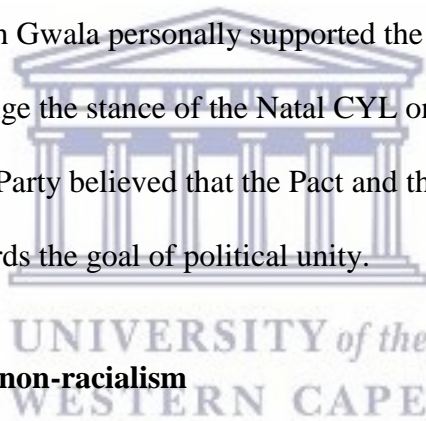 n Gwala personally supported the
ge the stance of the Natal CYL or
Party believed that the Pact and th
rds the goal of political unity.
UNIVERSITY of the
non-racialism
WESTERN CAPE